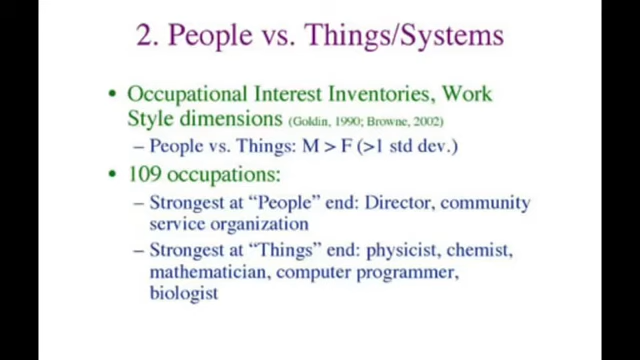 2. People vs. Things/Systems
• Occupational Interest Inventories, Work
Style dimensions (Goldin, 1990; Browne, 2002)
– People vs. Things: M > F (>1 std dev.)
• 109 occupations:
– Strongest at “People” end: Director, community
service organization
– Strongest at “Things” end: physicist, chemist,
mathematician, computer programmer,
biologist